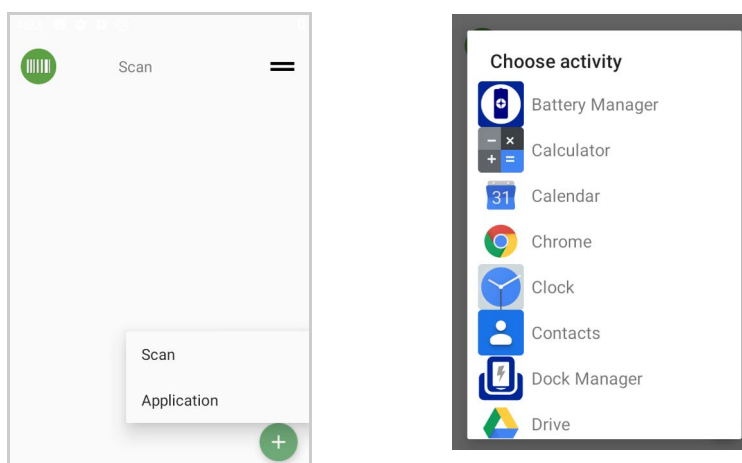 Scan
Scan
Application
Choose activity
Battery Manager
Calculator
31 Calendar
Chrome
Clock
Contacts
Dock Manager
Drive